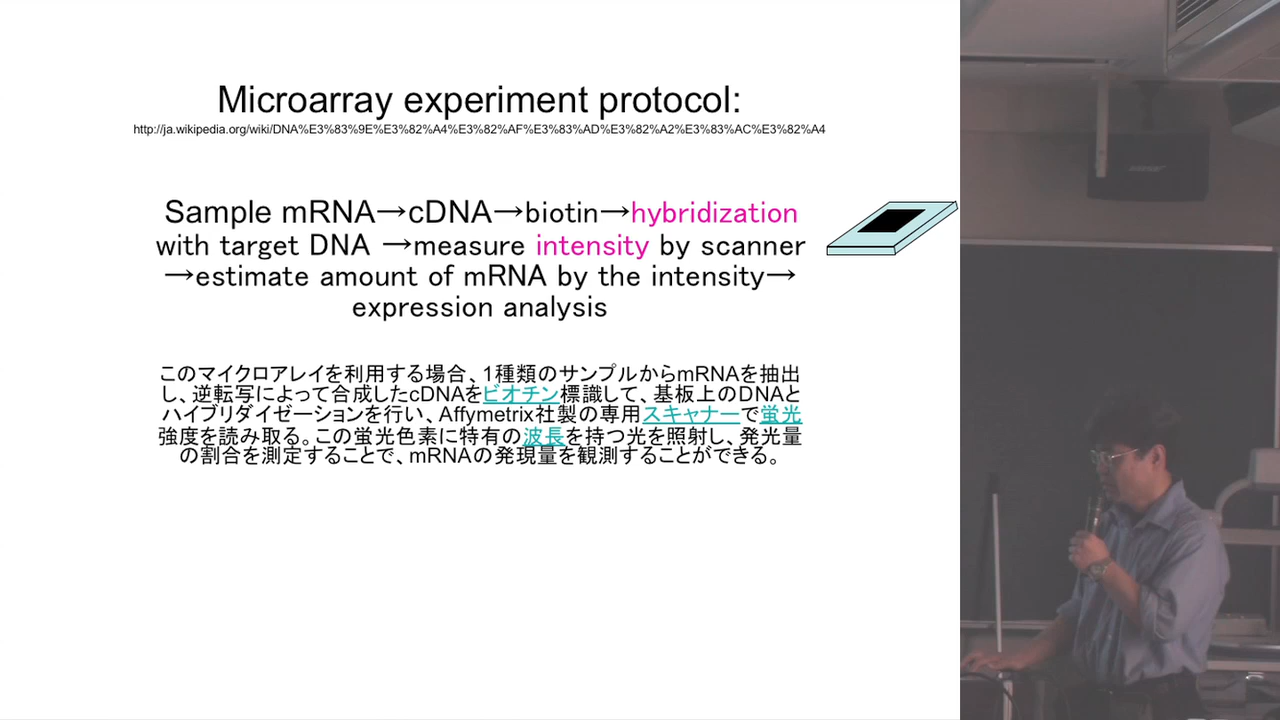 Microarray experiment protocol:
http://ja.wikipedia.org/wiki/DNA%E3%83%9E%E3%82%A4%E3%82%AF%E3%83%AD%E3%82%A2%E3%83%AC%E3%82%A4
Sample mRNA→cDNA→biotin→hybridization
with target DNA →measure intensity by scanner
→estimate amount of mRNA by the intensity→
expression analysis
このマイクロアレイを利用する場合、1種類のサンプルからmRNAを抽出
し、逆転写によって合成したcDNAをビオチン標識して、基板上のDNAと
ハイブリダイゼーションを行い、Affymetrix社製の専用スキャナーで蛍光
強度を読み取る。この蛍光色素に特有の波長を持つ光を照射し、発光量
の割合を測定することで、mRNAの発現量を観測することができる。
BOSE